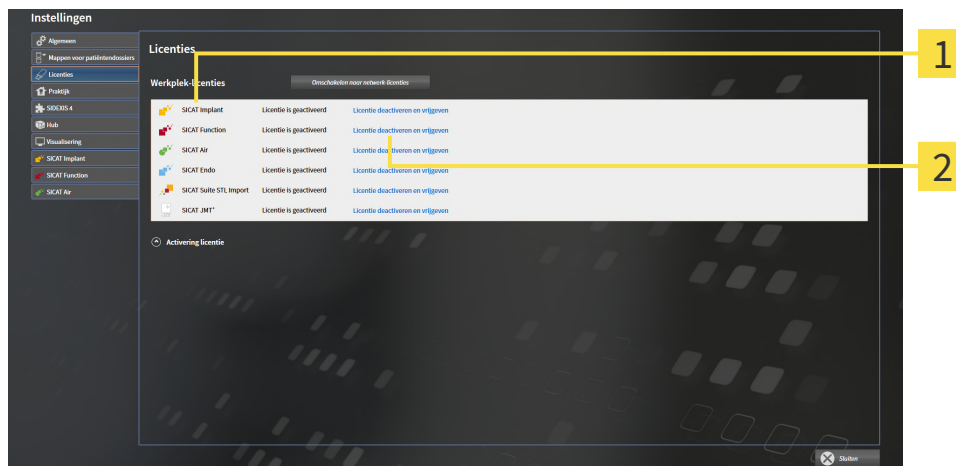 Instellingen
Algemeen
Mappen voor patiëntendossiers
Licenties
Praktijk
SIDEXIS 4
Hub
Visualisering
SICAT Implant
SICAT Function
SICAT Air
Licenties
Werkplek-licenties Omschakelen naar netwerk-licenties
SICAT Implant Licentie is geactiveerd Licentie deactiveren en vrijgeven
SICAT Function Licentie is geactiveerd Licentie deactiveren en vrijgeven
SICAT Air Licentie is geactiveerd Licentie deactiveren en vrijgeven
SICAT Endo Licentie is geactiveerd Licentie deactiveren en vrijgeven
SICAT Suite STL Import Licentie is geactiveerd Licentie deactiveren en vrijgeven
SICAT JMT⁺ Licentie is geactiveerd Licentie deactiveren en vrijgeven
Activering licentie
Sluiten
1
2